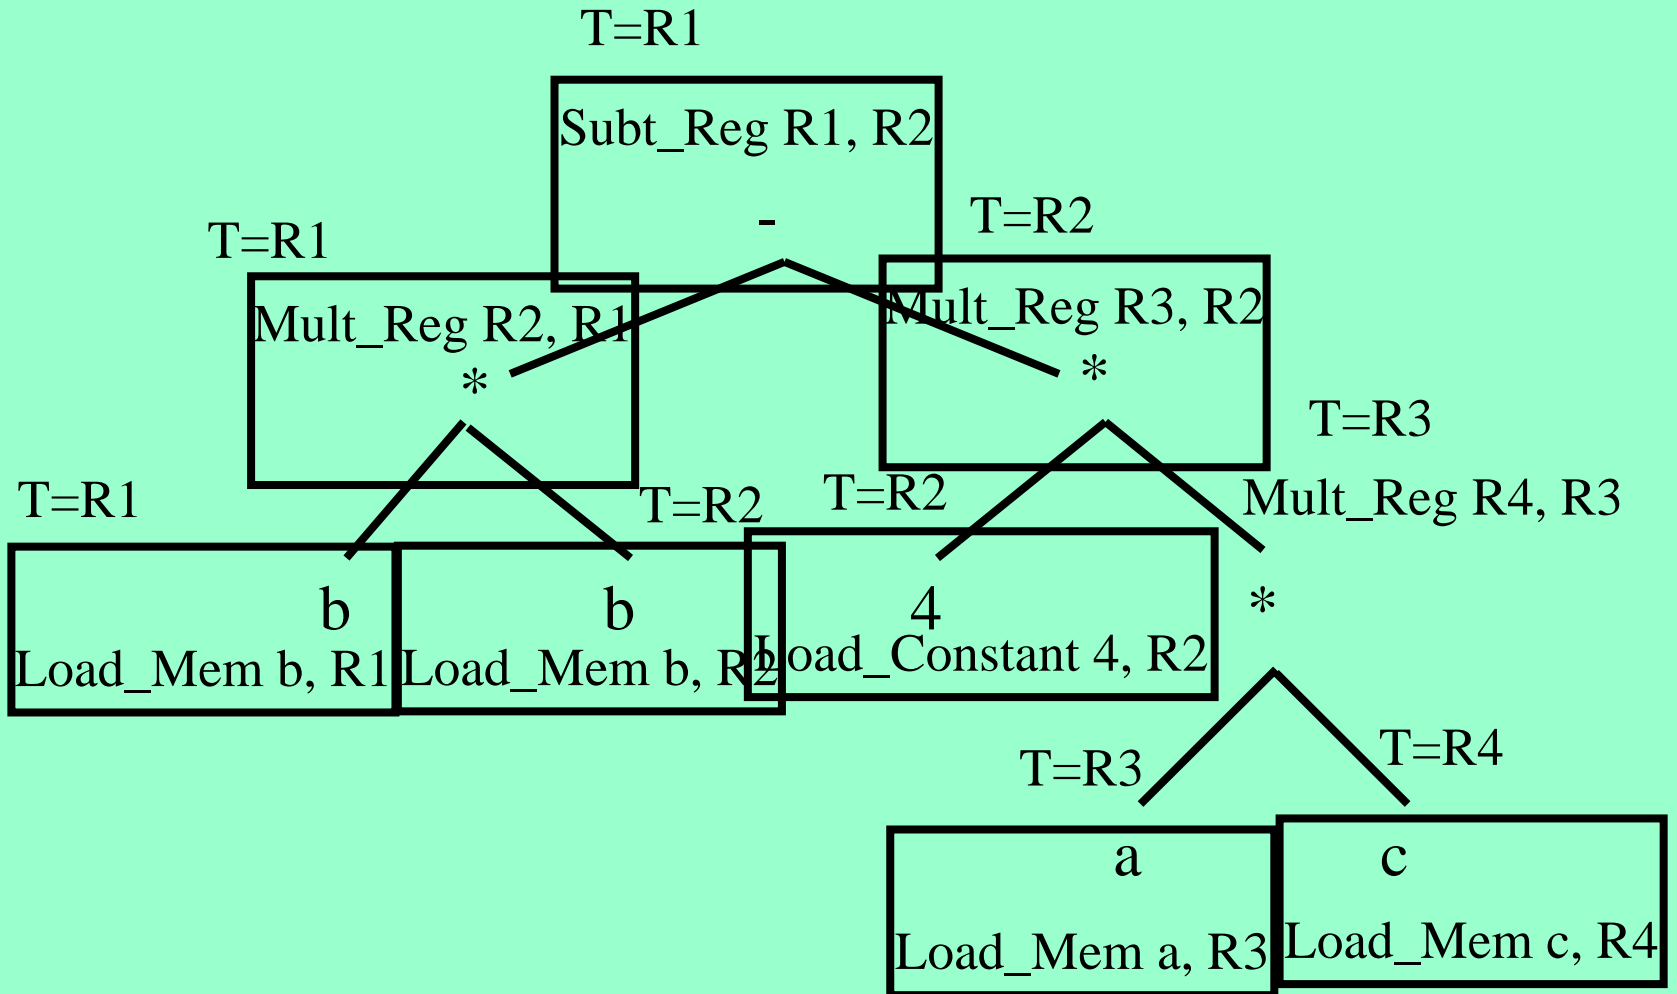 T=R1
Subt_Reg R1, R2
-
T=R1
T=R2
Mult_Reg R2, R1
*
Mult_Reg R3, R2
*
T=R3
Mult_Reg R4, R3
*
T=R1
T=R2
T=R2
b
Load_Mem b, R1
b
Load_Mem b, R2
4
Load_Constant 4, R2
T=R3
T=R4
a
Load_Mem a, R3
c
Load_Mem c, R4